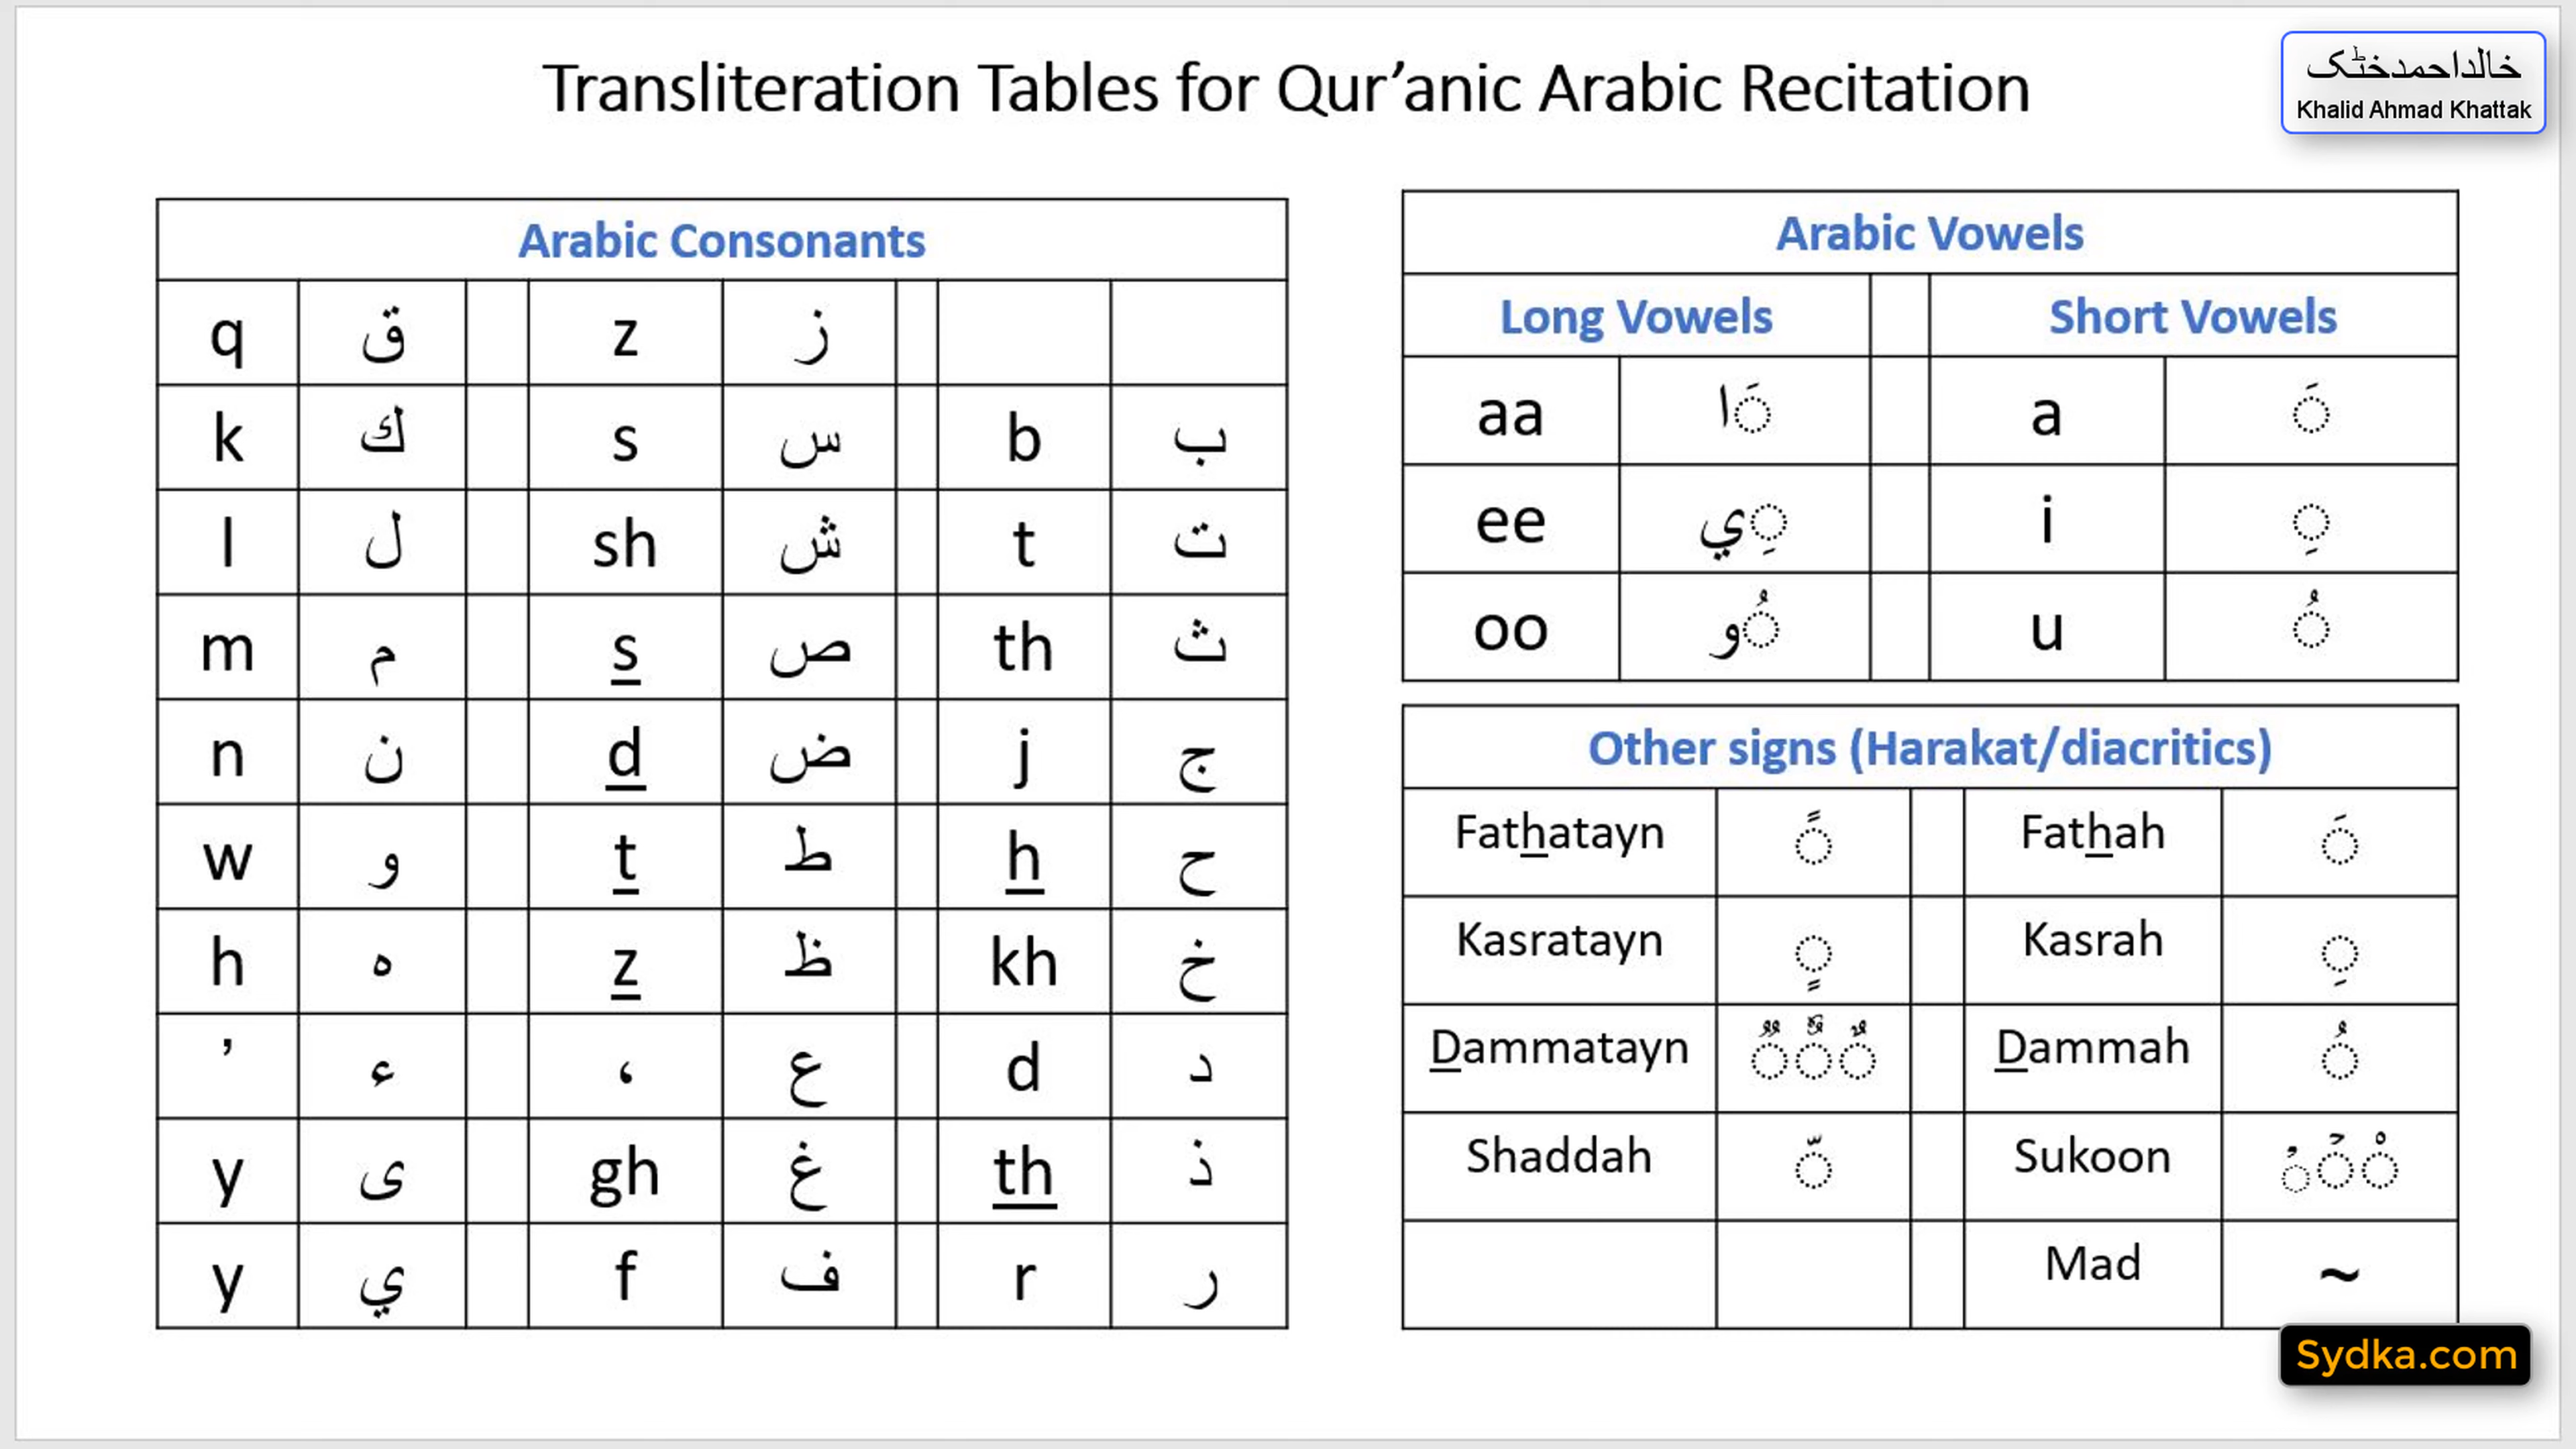 Transliteration Tables for Qur’anic Arabic Recitation
خالداحمدخٹک
Khalid Ahmad Khattak
Arabic Consonants
q ق z ز
k ك s س b ب
l ل sh ش t ت
m م s ص th ث
n ن d ض j ج
w و t ط h ح
h ه z ظ kh خ
’ ء ، ع d د
y ى gh غ th ذ
y ي f ف r ر
Arabic Vowels
Long Vowels Short Vowels
aa ◌َا a ◌َ
ee ◌ِي i ◌ِ
oo ◌ُو u ◌ُ
Other signs (Harakat/diacritics)
Fathatayn ◌ً Fathah ◌َ
Kasratayn ◌ٍ Kasrah ◌ِ
Dammatayn Dammah ◌ُ
Shaddah ◌ّ Sukoon
Mad ~
Sydka.com